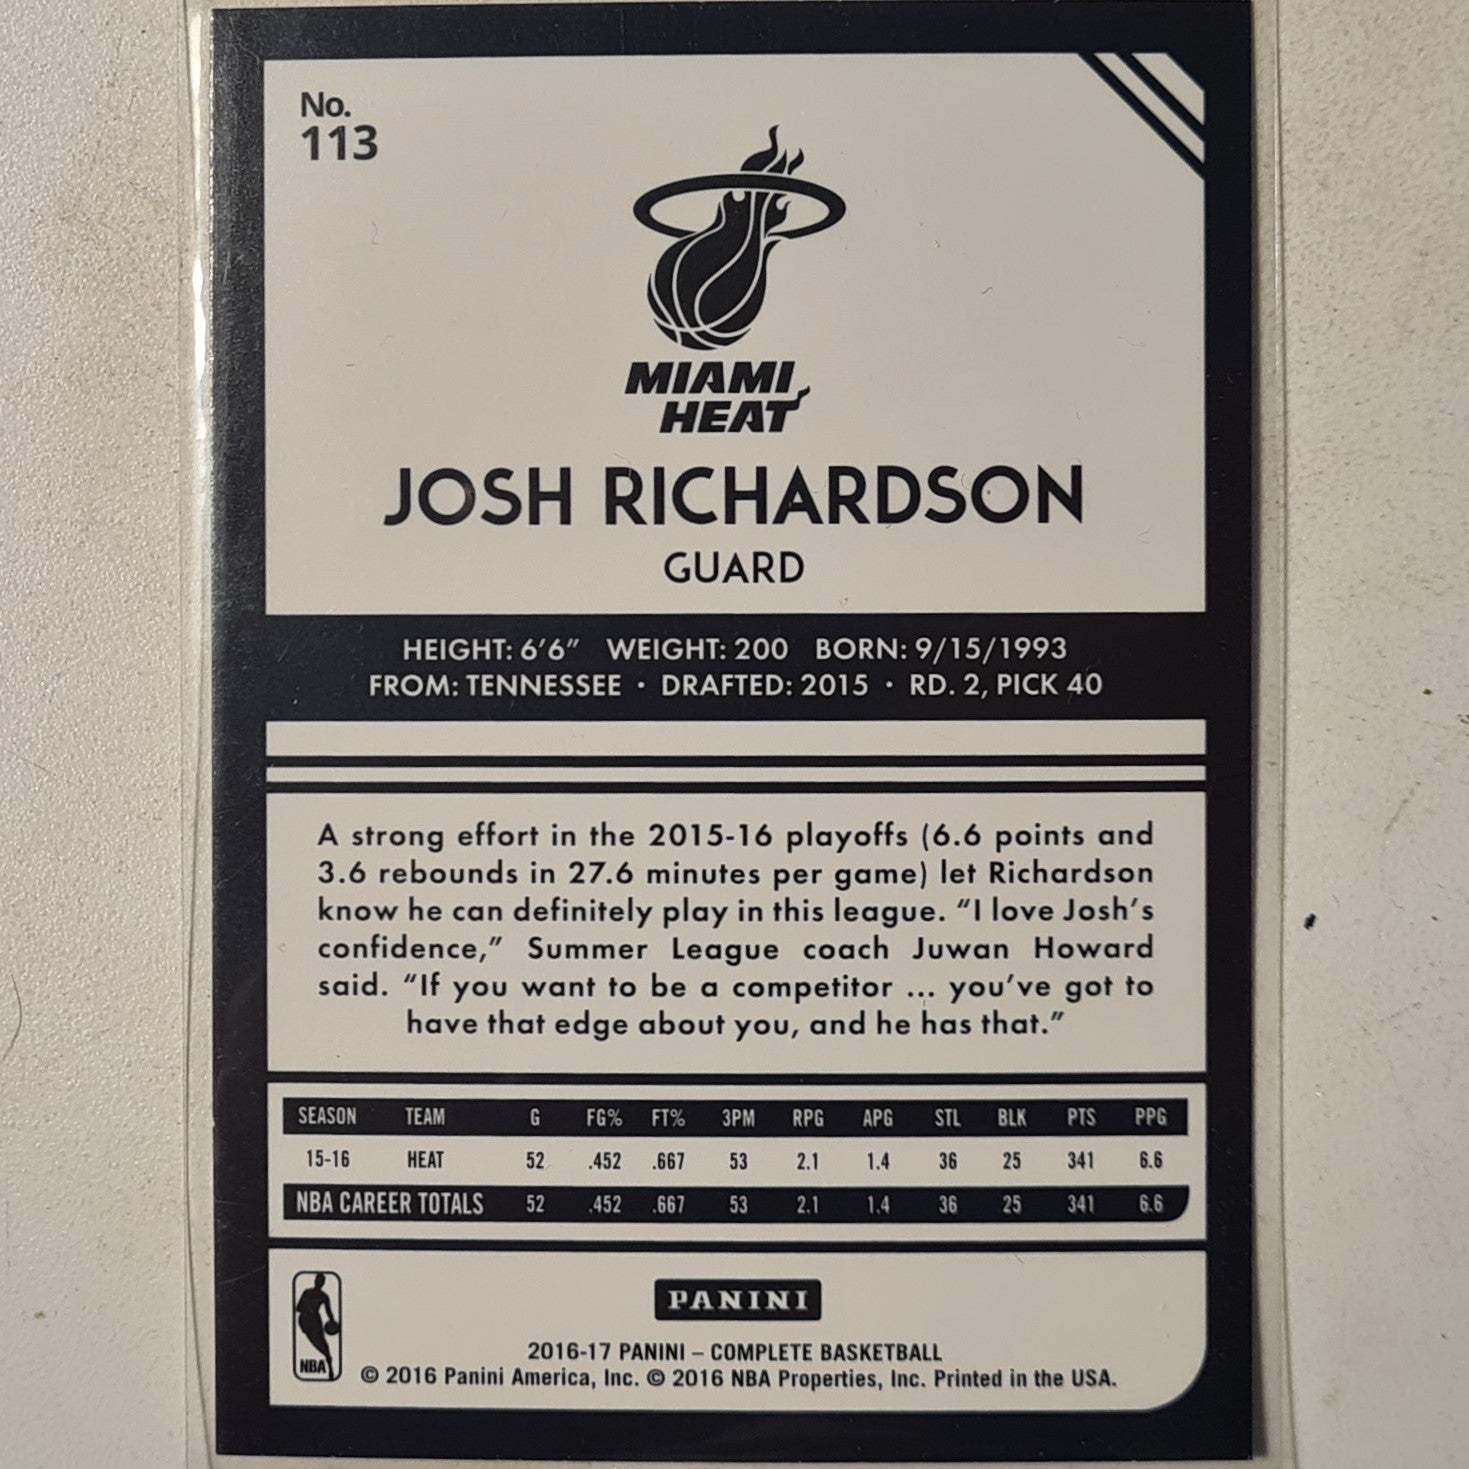 No.
113
MIAMI
HEAT
JOSH RICHARDSON
GUARD
HEIGHT: 6'6" WEIGHT: 200 BORN: 9/15/1993
FROM: TENNESSEE · DRAFTED: 2015 · RD. 2, PICK 40
A strong effort in the 2015-16 playoffs (6.6 points and
3.6 rebounds in 27.6 minutes per game) let Richardson
know he can definitely play in this league. “I love Josh’s
confidence,” Summer League coach Juwan Howard
said. “If you want to be a competitor ... you’ve got to
have that edge about you, and he has that.”
SEASON TEAM G FG% FT% 3PM RPG APG STL BLK PTS PPG
15-16 HEAT 52 .452 .667 53 2.1 1.4 36 25 341 6.6
NBA CAREER TOTALS 52 .452 .667 53 2.1 1.4 36 25 341 6.6
NBA
PANINI
2016-17 PANINI – COMPLETE BASKETBALL
© 2016 Panini America, Inc. © 2016 NBA Properties, Inc. Printed in the USA.